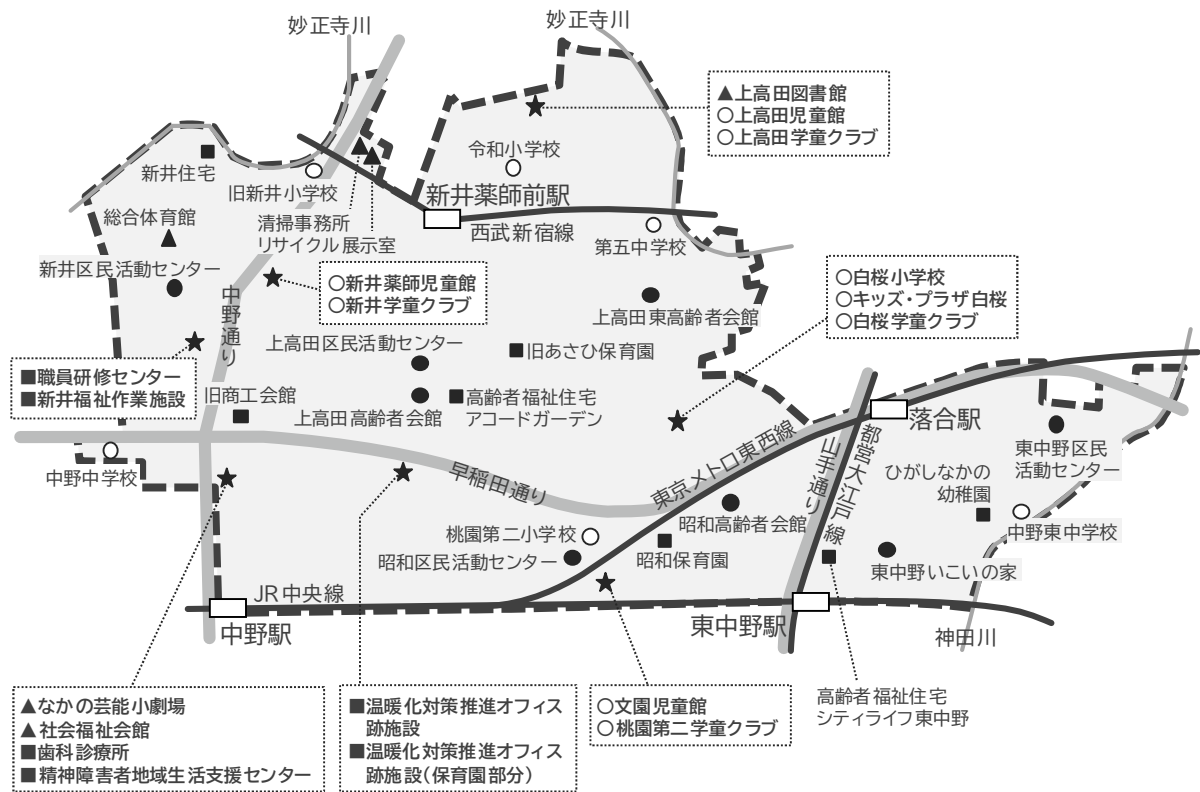 妙正寺川
妙正寺川
▲上高田図書館
○上高田児童館
○上高田学童クラブ
新井住宅
旧新井小学校
令和小学校
新井薬師前駅
総合体育館
清掃事務所
リサイクル展示室
西武新宿線
第五中学校
新井区民活動センター
○新井薬師児童館
○新井学童クラブ
中野通り
上高田東高齢者会館
○白桜小学校
○キッズ・プラザ白桜
○白桜学童クラブ
上高田区民活動センター
旧あさひ保育園
■職員研修センター
■新井福祉作業施設
旧商工会館
上高田高齢者会館
高齢者福祉住宅
アコードガーデン
落合駅
中野中学校
早稲田通り
東京メトロ東西線
山手通り
都営大江戸線
東中野区民
活動センター
ひがしなかの
幼稚園
中野東中学校
昭和高齢者会館
桃園第二小学校
昭和区民活動センター
昭和保育園
東中野いこいの家
JR中央線
中野駅
東中野駅
神田川
▲なかの芸能小劇場
▲社会福祉会館
■歯科診療所
■精神障害者地域生活支援センター
■温暖化対策推進オフィス
跡施設
■温暖化対策推進オフィス
跡施設（保育園部分）
○文園児童館
○桃園第二学童クラブ
高齢者福祉住宅
シティライフ東中野